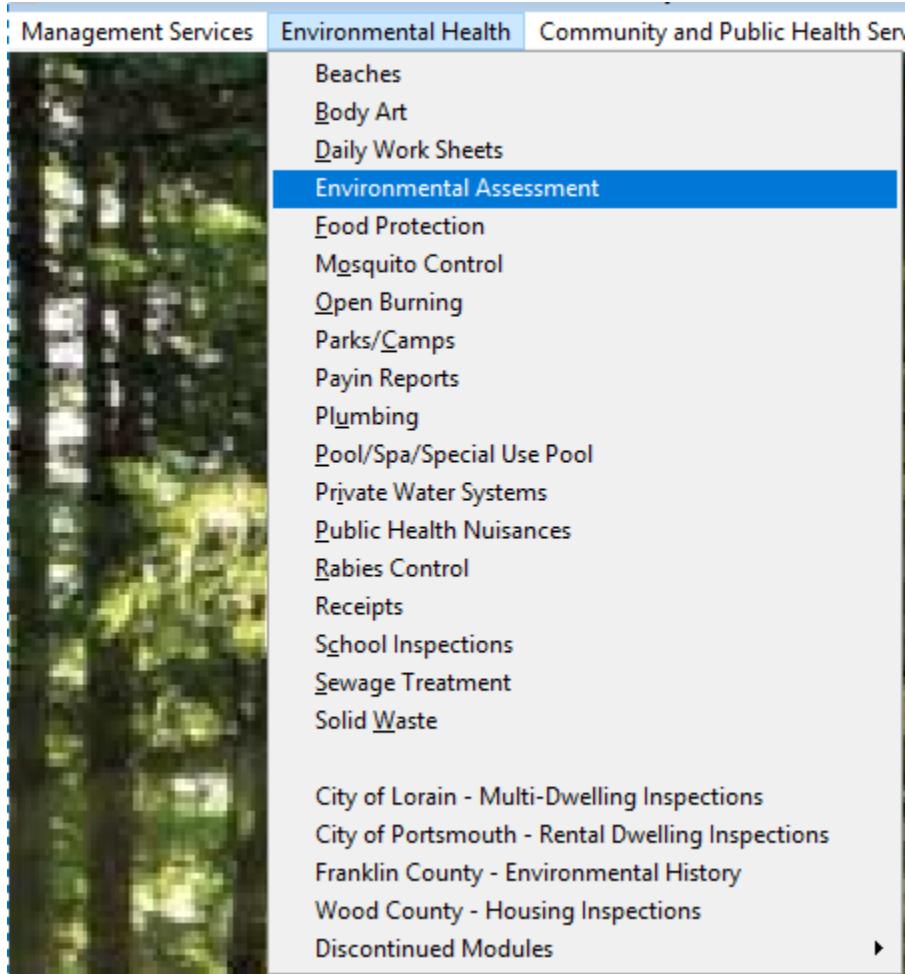 Management Services Environmental Health Community and Public Health Serv
Beaches
Body Art
Daily Work Sheets
Environmental Assessment
Food Protection
Mosquito Control
Open Burning
Parks/Camps
Payin Reports
Plumbing
Pool/Spa/Special Use Pool
Private Water Systems
Public Health Nuisances
Rabies Control
Receipts
School Inspections
Sewage Treatment
Solid Waste
City of Lorain - Multi-Dwelling Inspections
City of Portsmouth - Rental Dwelling Inspections
Franklin County - Environmental History
Wood County - Housing Inspections
Discontinued Modules